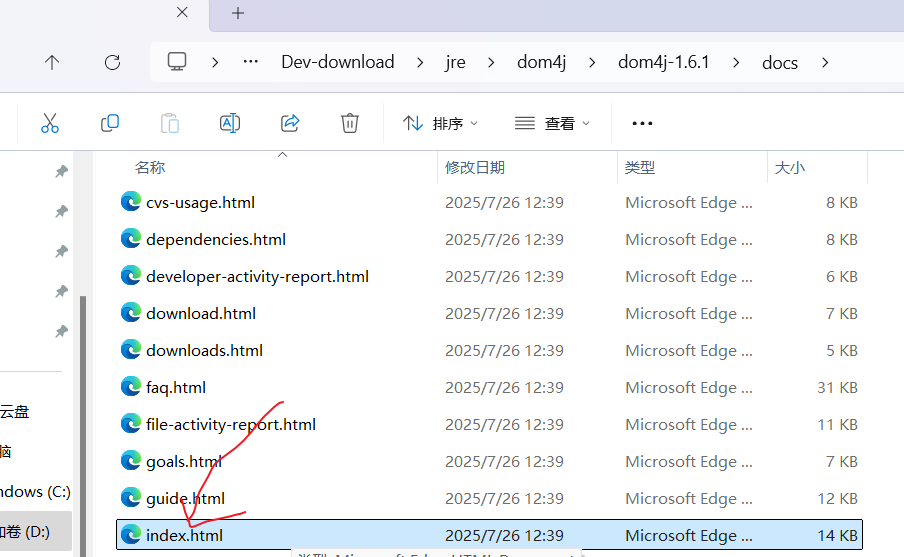 Dev-download
jre
dom4j
dom4j-1.6.1
docs
排序
查看
名称 修改日期 类型 大小
cvs-usage.html 2025/7/26 12:39 Microsoft Edge ... 8 KB
dependencies.html 2025/7/26 12:39 Microsoft Edge ... 8 KB
developer-activity-report.html 2025/7/26 12:39 Microsoft Edge ... 6 KB
download.html 2025/7/26 12:39 Microsoft Edge ... 7 KB
downloads.html 2025/7/26 12:39 Microsoft Edge ... 5 KB
faq.html 2025/7/26 12:39 Microsoft Edge ... 31 KB
云盘
file-activity-report.html 2025/7/26 12:39 Microsoft Edge ... 11 KB
脑
goals.html 2025/7/26 12:39 Microsoft Edge ... 7 KB
ndows (C:)
guide.html 2025/7/26 12:39 Microsoft Edge ... 12 KB
卷 (D:)
index.html 2025/7/26 12:39 Microsoft Edge ... 14 KB